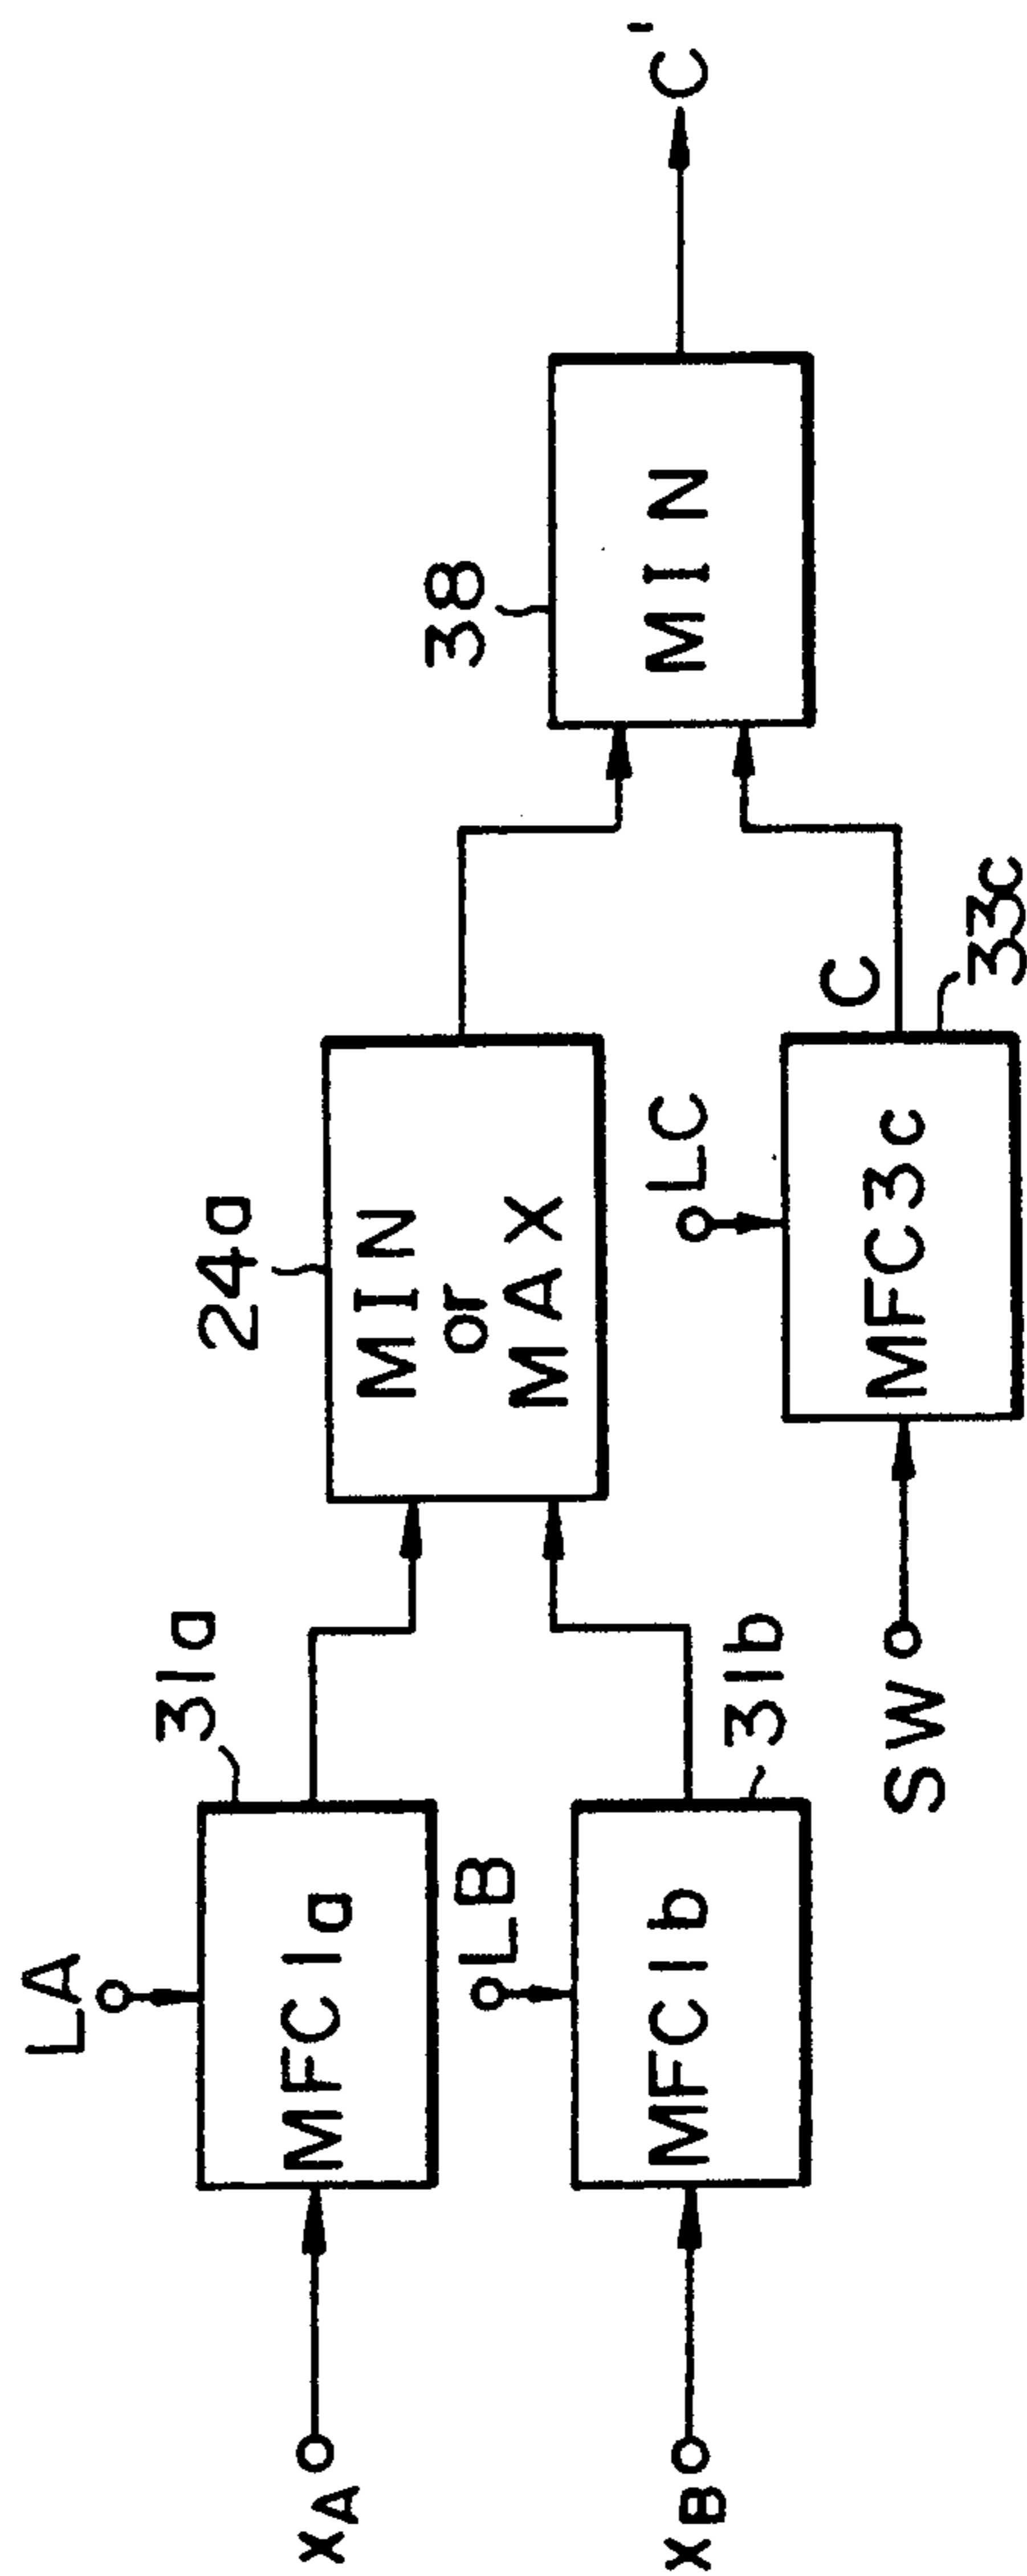 LA
31a
xA
MFC1a
LB
31b
xB
MFC1b
24a
MIN
or
MAX
LC
SW
MFC3c
33c
C
38
MIN
C'